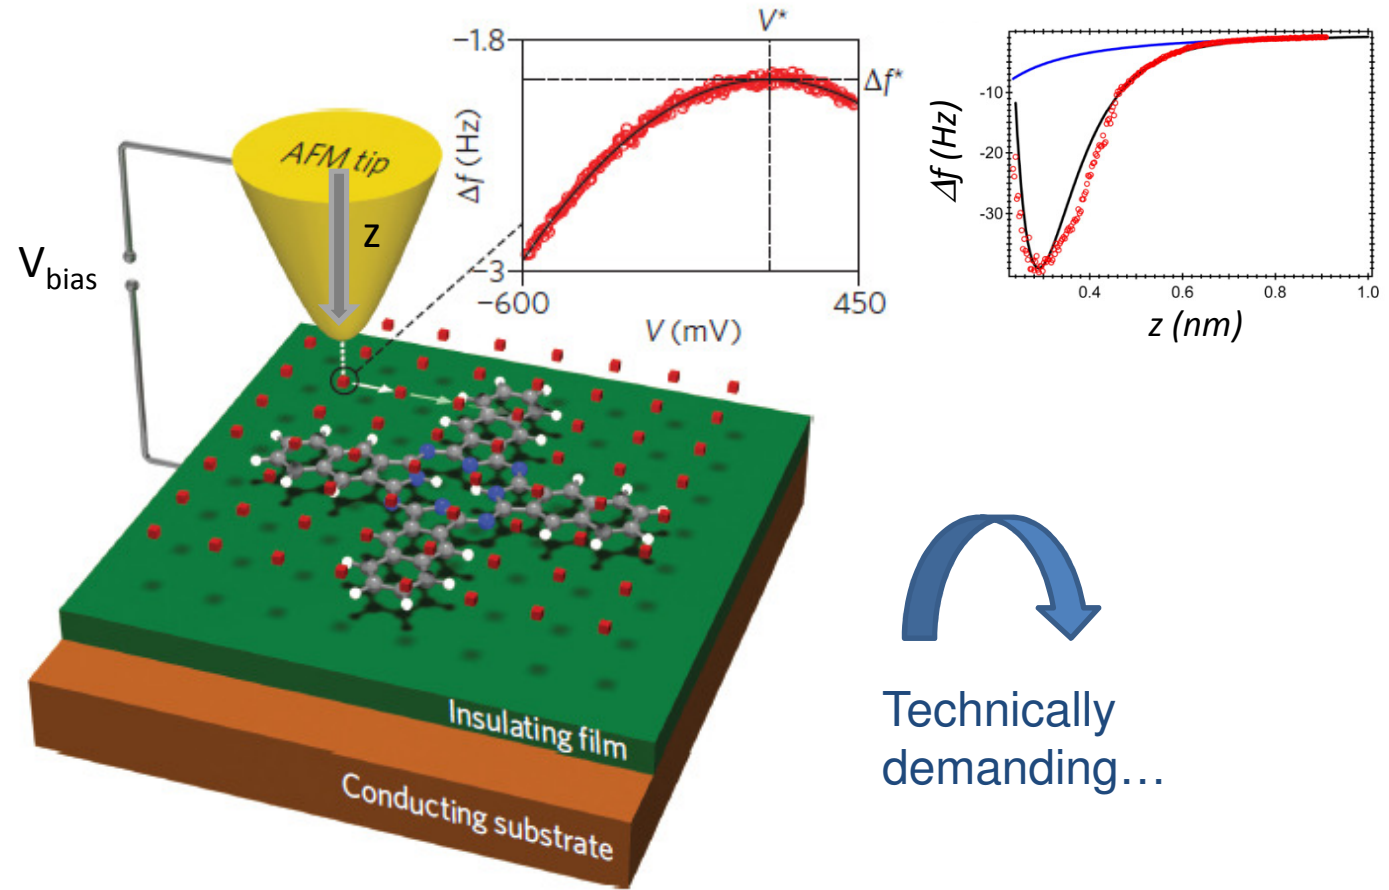 V*
−1.8
Δf*
Δf (Hz)
−3
−600
450
V (mV)
-10
-20
-30
Δf (Hz)
0.4
0.6
0.8
1.0
z (nm)
AFM tip
z
Vbias
Insulating film
Conducting substrate
Technically
demanding…